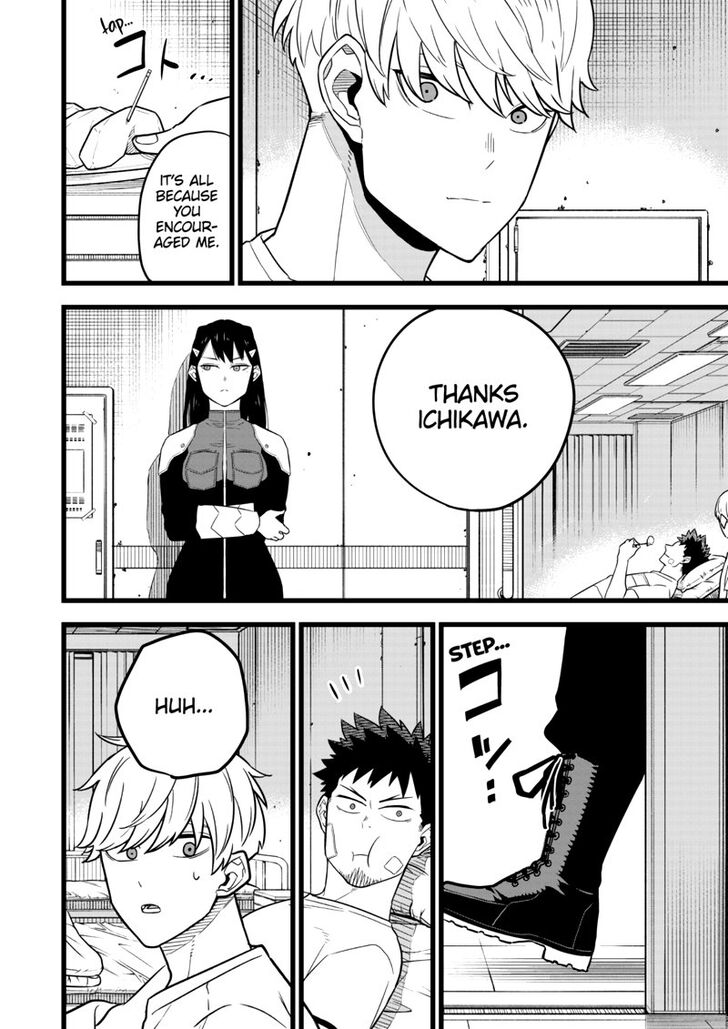 tap...
コト...
IT'S ALL
BECAUSE
YOU
ENCOUR-
AGED ME.
THANKS
ICHIKAWA.
STEP...
コツ...
HUH...